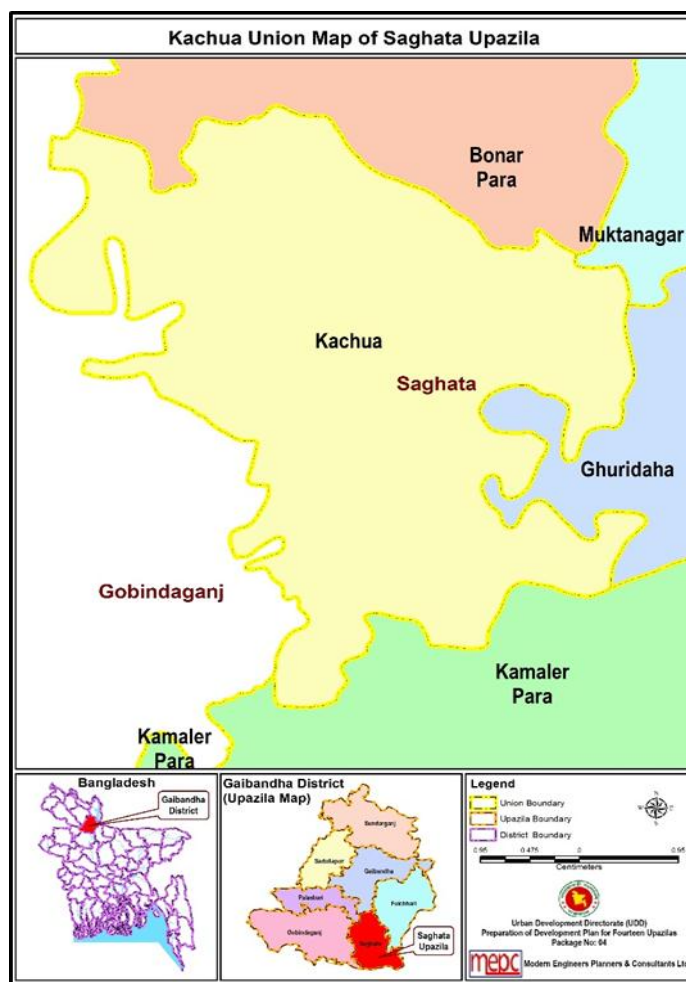 Kachua Union Map of Saghata Upazila
Bonar
Para
Muktanagar
Kachua
Saghata
Ghuridaha
Gobindaganj
Kamaler
Para
Kamaler
Para
Bangladesh
Gaibandha
District
Gaibandha District
(Upazila Map)
Sundarganj
Sadullapur
Gaibandha
Palashbari
Fulchhari
Gobindaganj
Saghata
Saghata
Upazila
Legend
Union Boundary
Upazila Boundary
District Boundary
N
W
E
S
0.95 0.475 0 0.95
Centimeters
Urban Development Directorate (UDD)
Preparation of Development Plan for Fourteen Upazilas
Package No: 04
mepc Modern Engineers Planners & Consultants Ltd